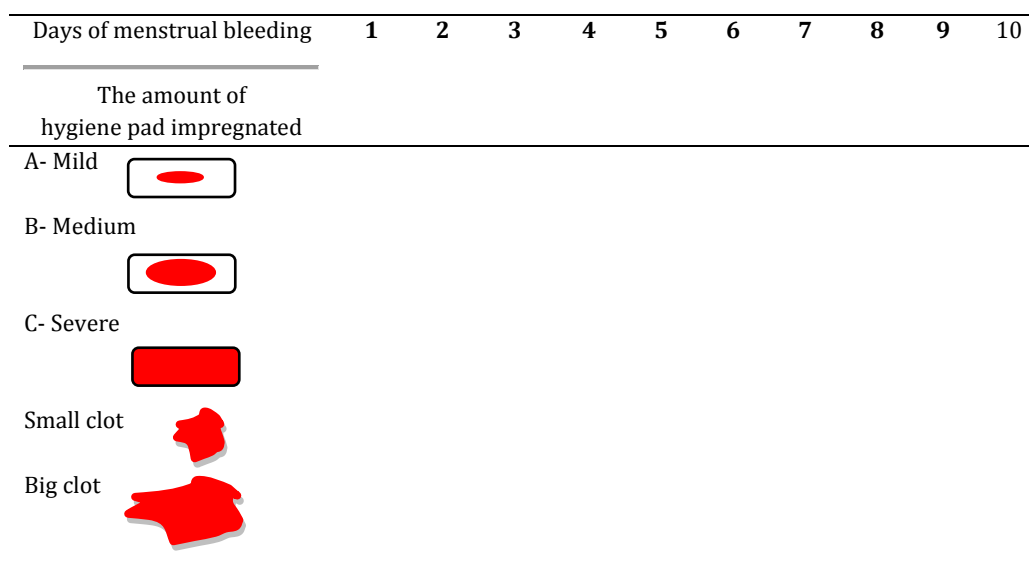 Days of menstrual bleeding 1 2 3 4 5 6 7 8 9 10
The amount of
hygiene pad impregnated
A- Mild
B- Medium
C- Severe
Small clot
Big clot